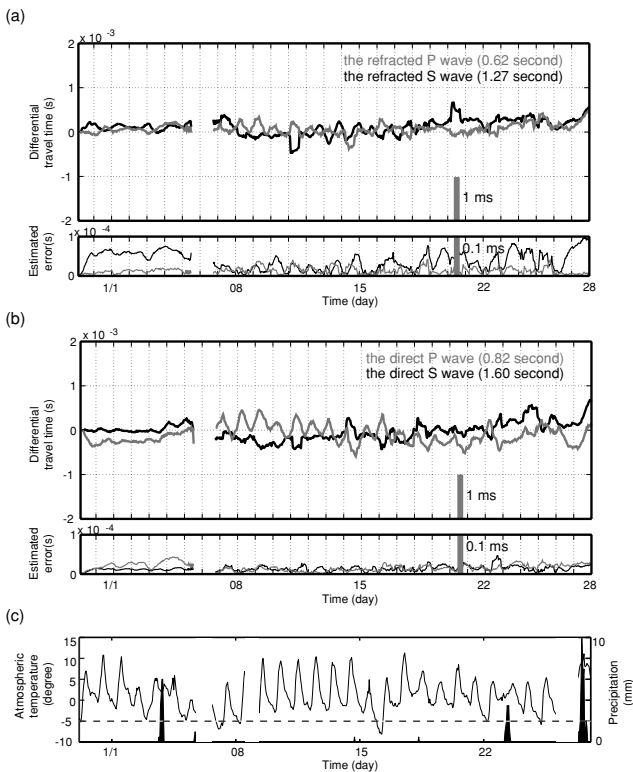 (a)
x 10 -3
2
1
0
-1
-2
Differential
travel time (s)
the refracted P wave (0.62 second)
the refracted S wave (1.27 second)
1 ms
x 10 -4
1
0
Estimated
error(s)
0.1 ms
1/1 08 15 22 28
Time (day)
(b)
x 10 -3
2
1
0
-1
-2
Differential
travel time (s)
the direct P wave (0.82 second)
the direct S wave (1.60 second)
1 ms
x 10 -4
1
0
Estimated
error(s)
0.1 ms
1/1 08 15 22 28
Time (day)
(c)
15
10
5
0
-5
-10
Atmospheric
temperature
(degree)
10
0
Precipitation
(mm)
1/1 08 15 22
Time (day)